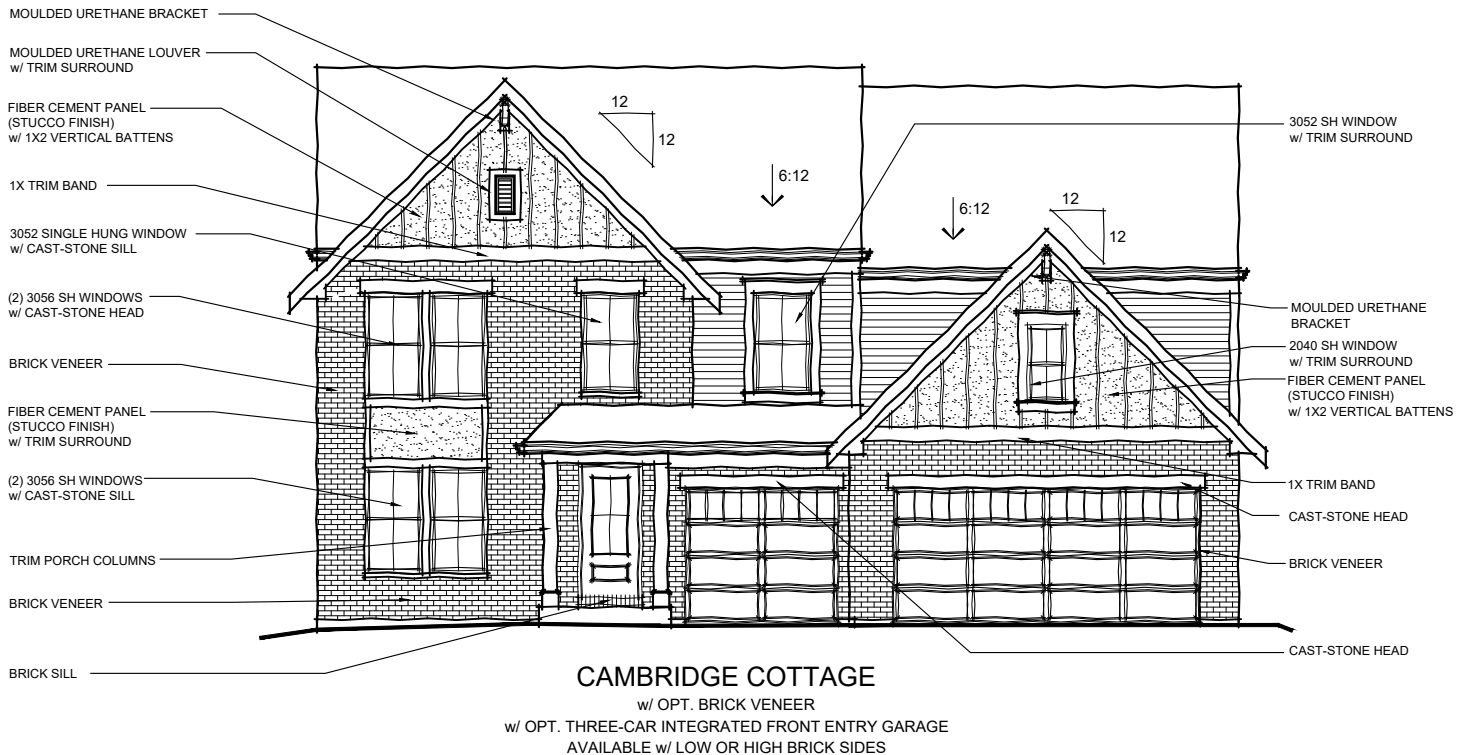 MOULDED URETHANE BRACKET
MOULDED URETHANE LOUVER
w/ TRIM SURROUND
FIBER CEMENT PANEL
(STUCCO FINISH)
w/ 1X2 VERTICAL BATTENS
1X TRIM BAND
3052 SINGLE HUNG WINDOW
w/ CAST-STONE SILL
(2) 3056 SH WINDOWS
w/ CAST-STONE HEAD
BRICK VENEER
FIBER CEMENT PANEL
(STUCCO FINISH)
w/ TRIM SURROUND
(2) 3056 SH WINDOWS
w/ CAST-STONE SILL
TRIM PORCH COLUMNS
BRICK VENEER
BRICK SILL
12
12
6:12
6:12
12
12
3052 SH WINDOW
w/ TRIM SURROUND
MOULDED URETHANE
BRACKET
2040 SH WINDOW
w/ TRIM SURROUND
FIBER CEMENT PANEL
(STUCCO FINISH)
w/ 1X2 VERTICAL BATTENS
1X TRIM BAND
CAST-STONE HEAD
BRICK VENEER
CAST-STONE HEAD
CAMBRIDGE COTTAGE
w/ OPT. BRICK VENEER
w/ OPT. THREE-CAR INTEGRATED FRONT ENTRY GARAGE
AVAILABLE w/ LOW OR HIGH BRICK SIDES